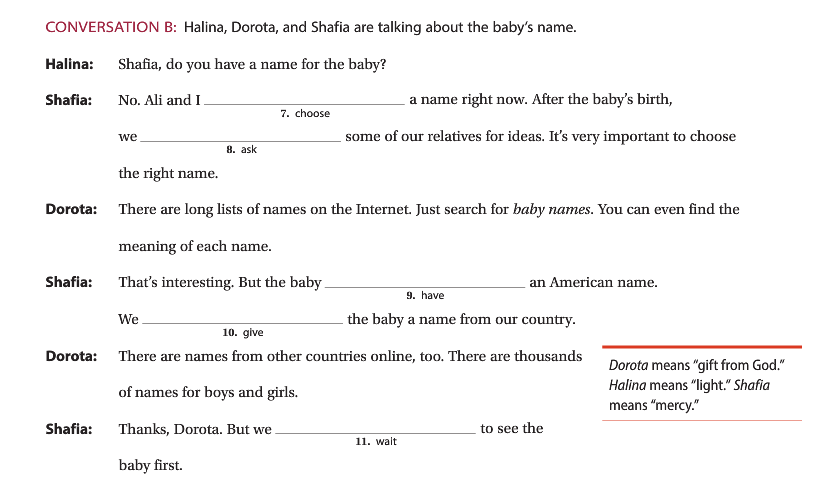 CONVERSATION B: Halina, Dorota, and Shafia are talking about the baby's name.
Halina: Shafia, do you have a name for the baby?
Shafia: No. Ali and I ____________ a name right now. After the baby's birth,
7. choose
we ____________ some of our relatives for ideas. It's very important to choose
8. ask
the right name.
Dorota: There are long lists of names on the Internet. Just search for baby names. You can even find the
meaning of each name.
Shafia: That's interesting. But the baby ____________ an American name.
9. have
We ____________ the baby a name from our country.
10. give
Dorota: There are names from other countries online, too. There are thousands
of names for boys and girls.
Shafia: Thanks, Dorota. But we ____________ to see the
11. wait
baby first.
Dorota means "gift from God."
Halina means "light." Shafia
means "mercy."